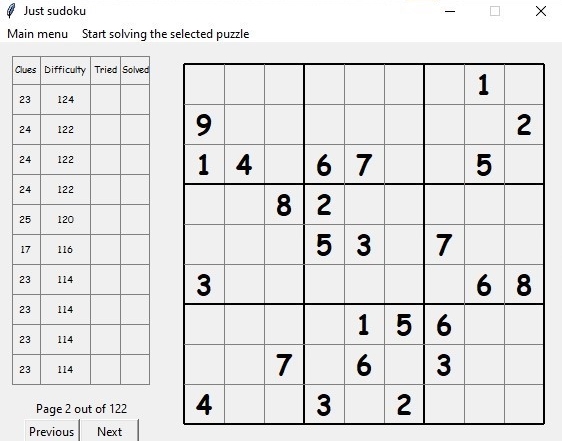 Just sudoku
Main menu Start solving the selected puzzle
Clues Difficulty Tried Solved
23 124
24 122
24 122
24 122
25 120
17 116
23 114
23 114
23 114
23 114
Page 2 out of 122
Previous Next
1
9 2
1 4 6 7 5
8 2
5 3 7
3 6 8
1 5 6
7 6 3
4 3 2